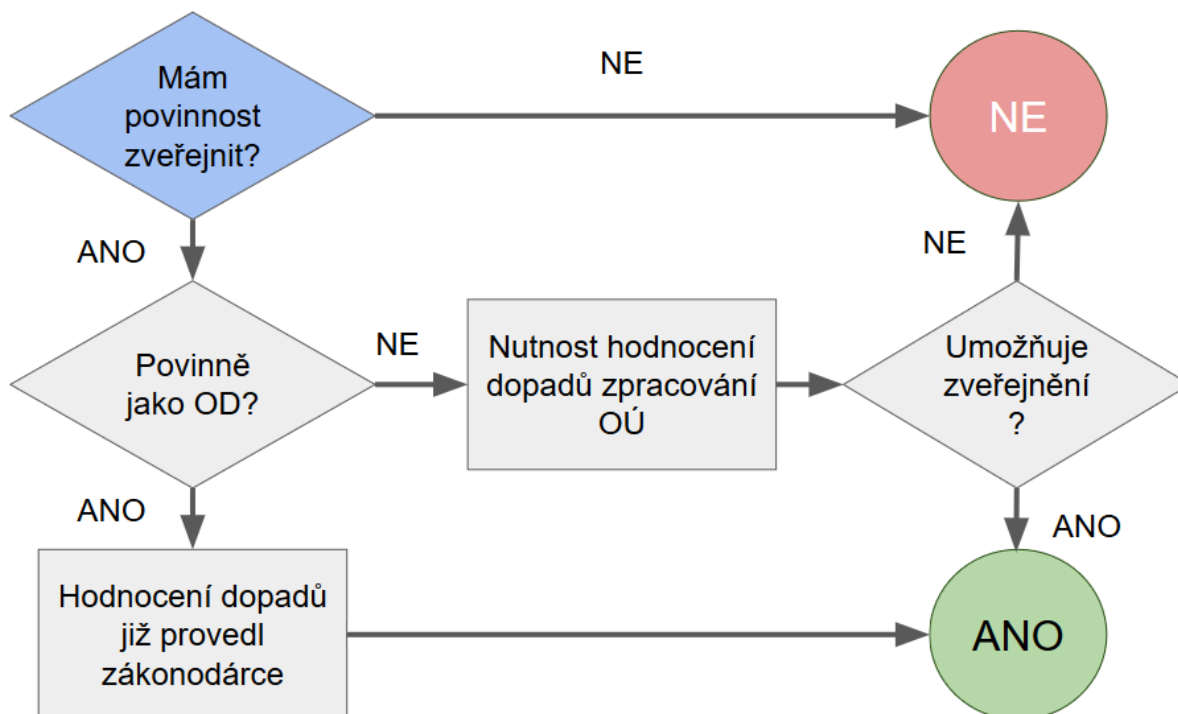 Mám
povinnost
zveřejnit?
NE
NE
ANO
NE
Povinně
jako OD?
NE
Nutnost hodnocení
dopadů zpracování
OÚ
Umožňuje
zveřejnění
?
ANO
ANO
Hodnocení dopadů
již provedl
zákonodárce
ANO